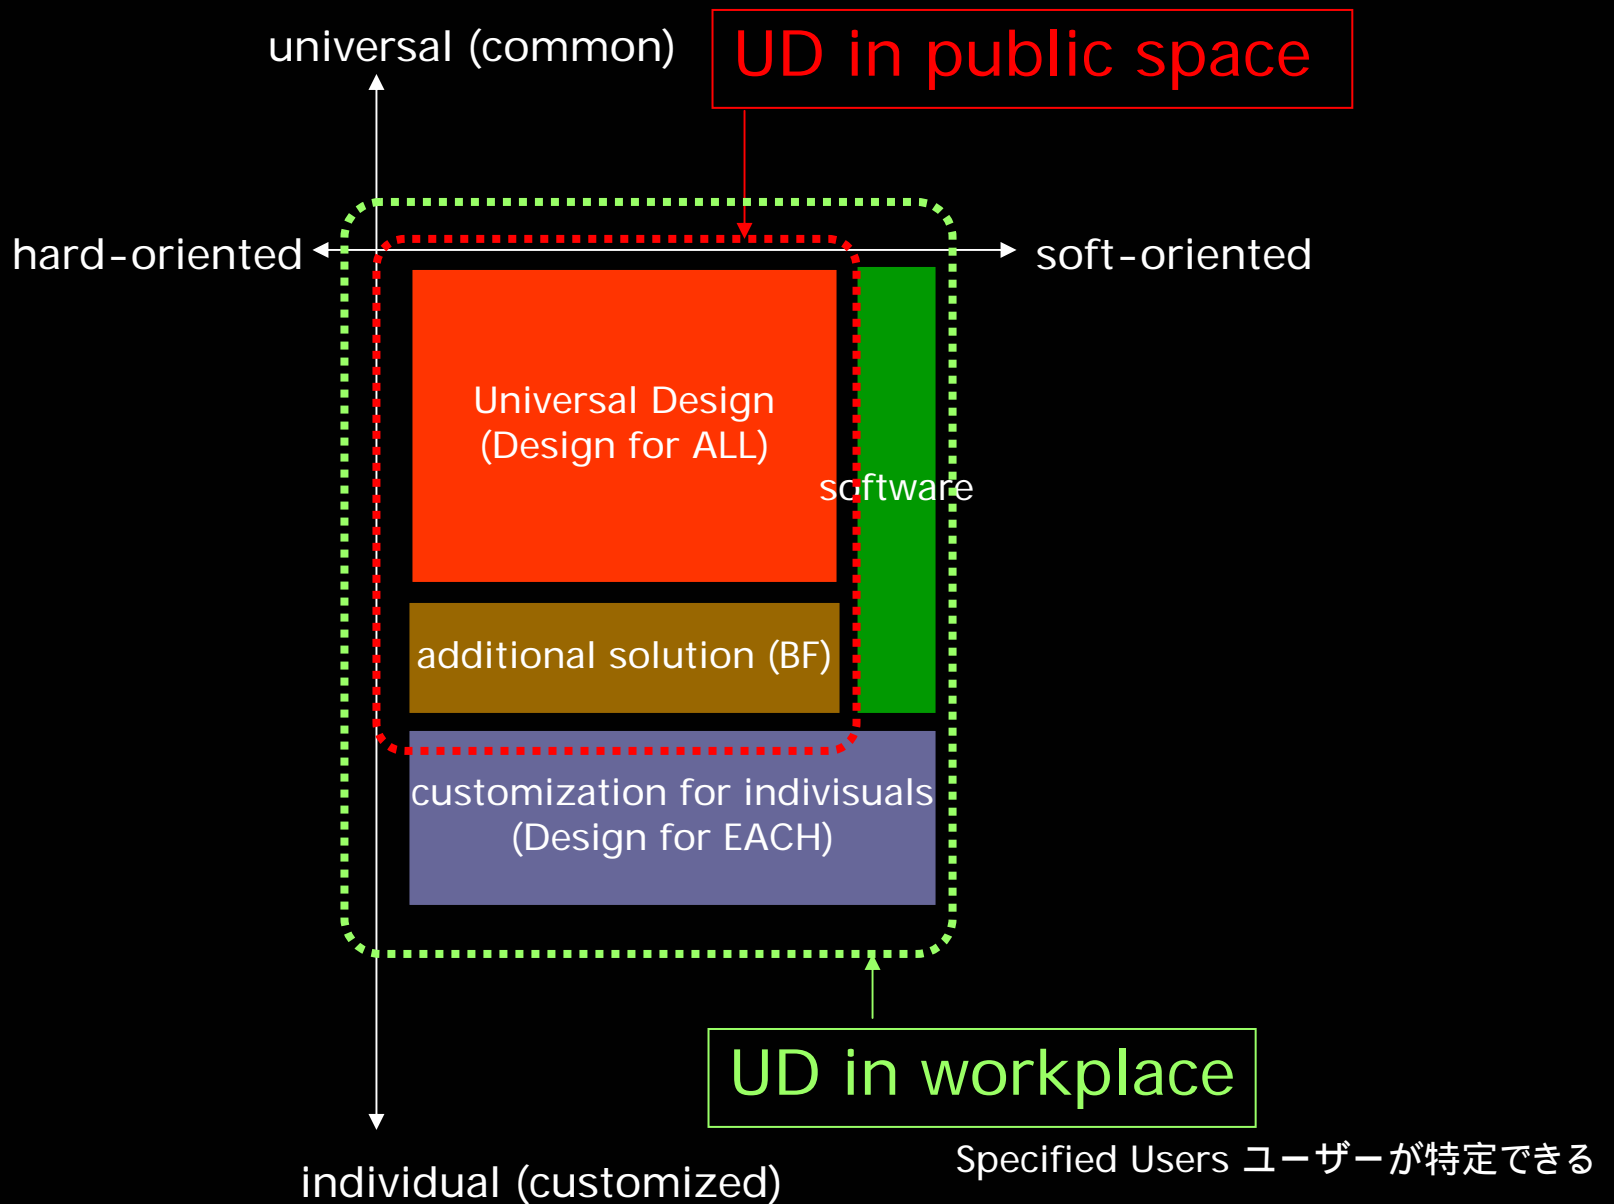 universal (common)
UD in public space
hard-oriented
soft-oriented
Universal Design
(Design for ALL)
software
additional solution (BF)
customization for indivisuals
(Design for EACH)
UD in workplace
Specified Users ユーザーが特定できる
individual (customized)